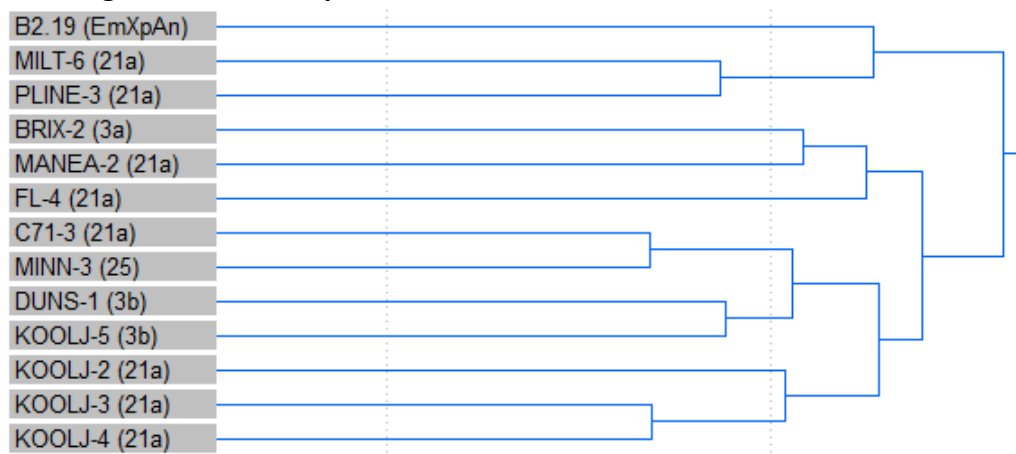 B2.19 (EmXpAn)
MILT-6 (21a)
PLINE-3 (21a)
BRIX-2 (3a)
MANEA-2 (21a)
FL-4 (21a)
C71-3 (21a)
MINN-3 (25)
DUNS-1 (3b)
KOOLJ-5 (3b)
KOOLJ-2 (21a)
KOOLJ-3 (21a)
KOOLJ-4 (21a)